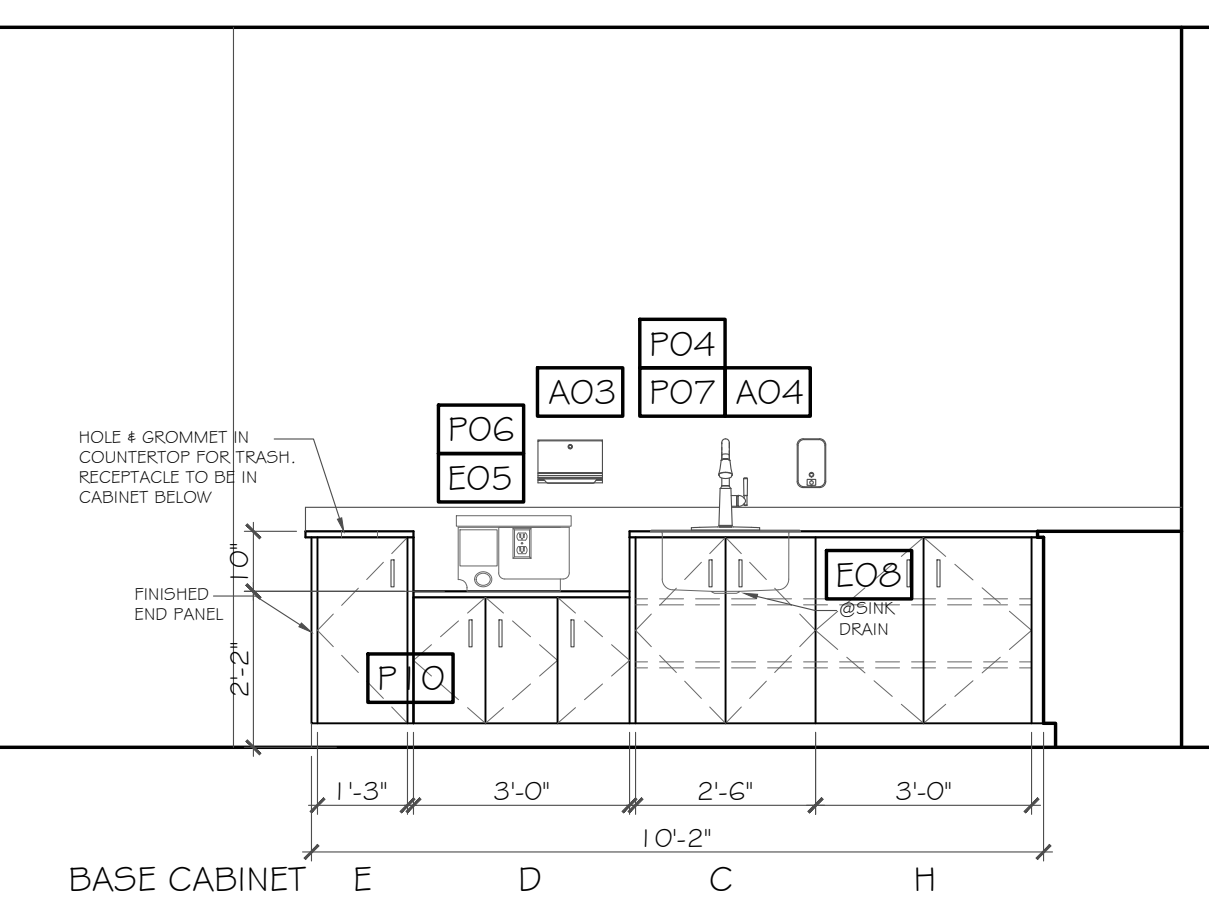 P04
A03
P07
A04
P06
E05
HOLE & GROMMET IN
COUNTERTOP FOR TRASH.
RECEPTACLE TO BE IN
CABINET BELOW
10"
E08
FINISHED
END PANEL
@SINK
DRAIN
2'-2"
P10
1'-3"
3'-0"
2'-6"
3'-0"
10'-2"
BASE CABINET E D C H